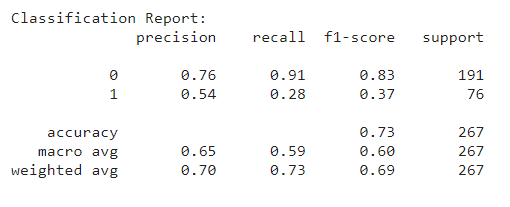 Classification Report:
precision recall f1-score support
0 0.76 0.91 0.83 191
1 0.54 0.28 0.37 76
accuracy 0.73 267
macro avg 0.65 0.59 0.60 267
weighted avg 0.70 0.73 0.69 267